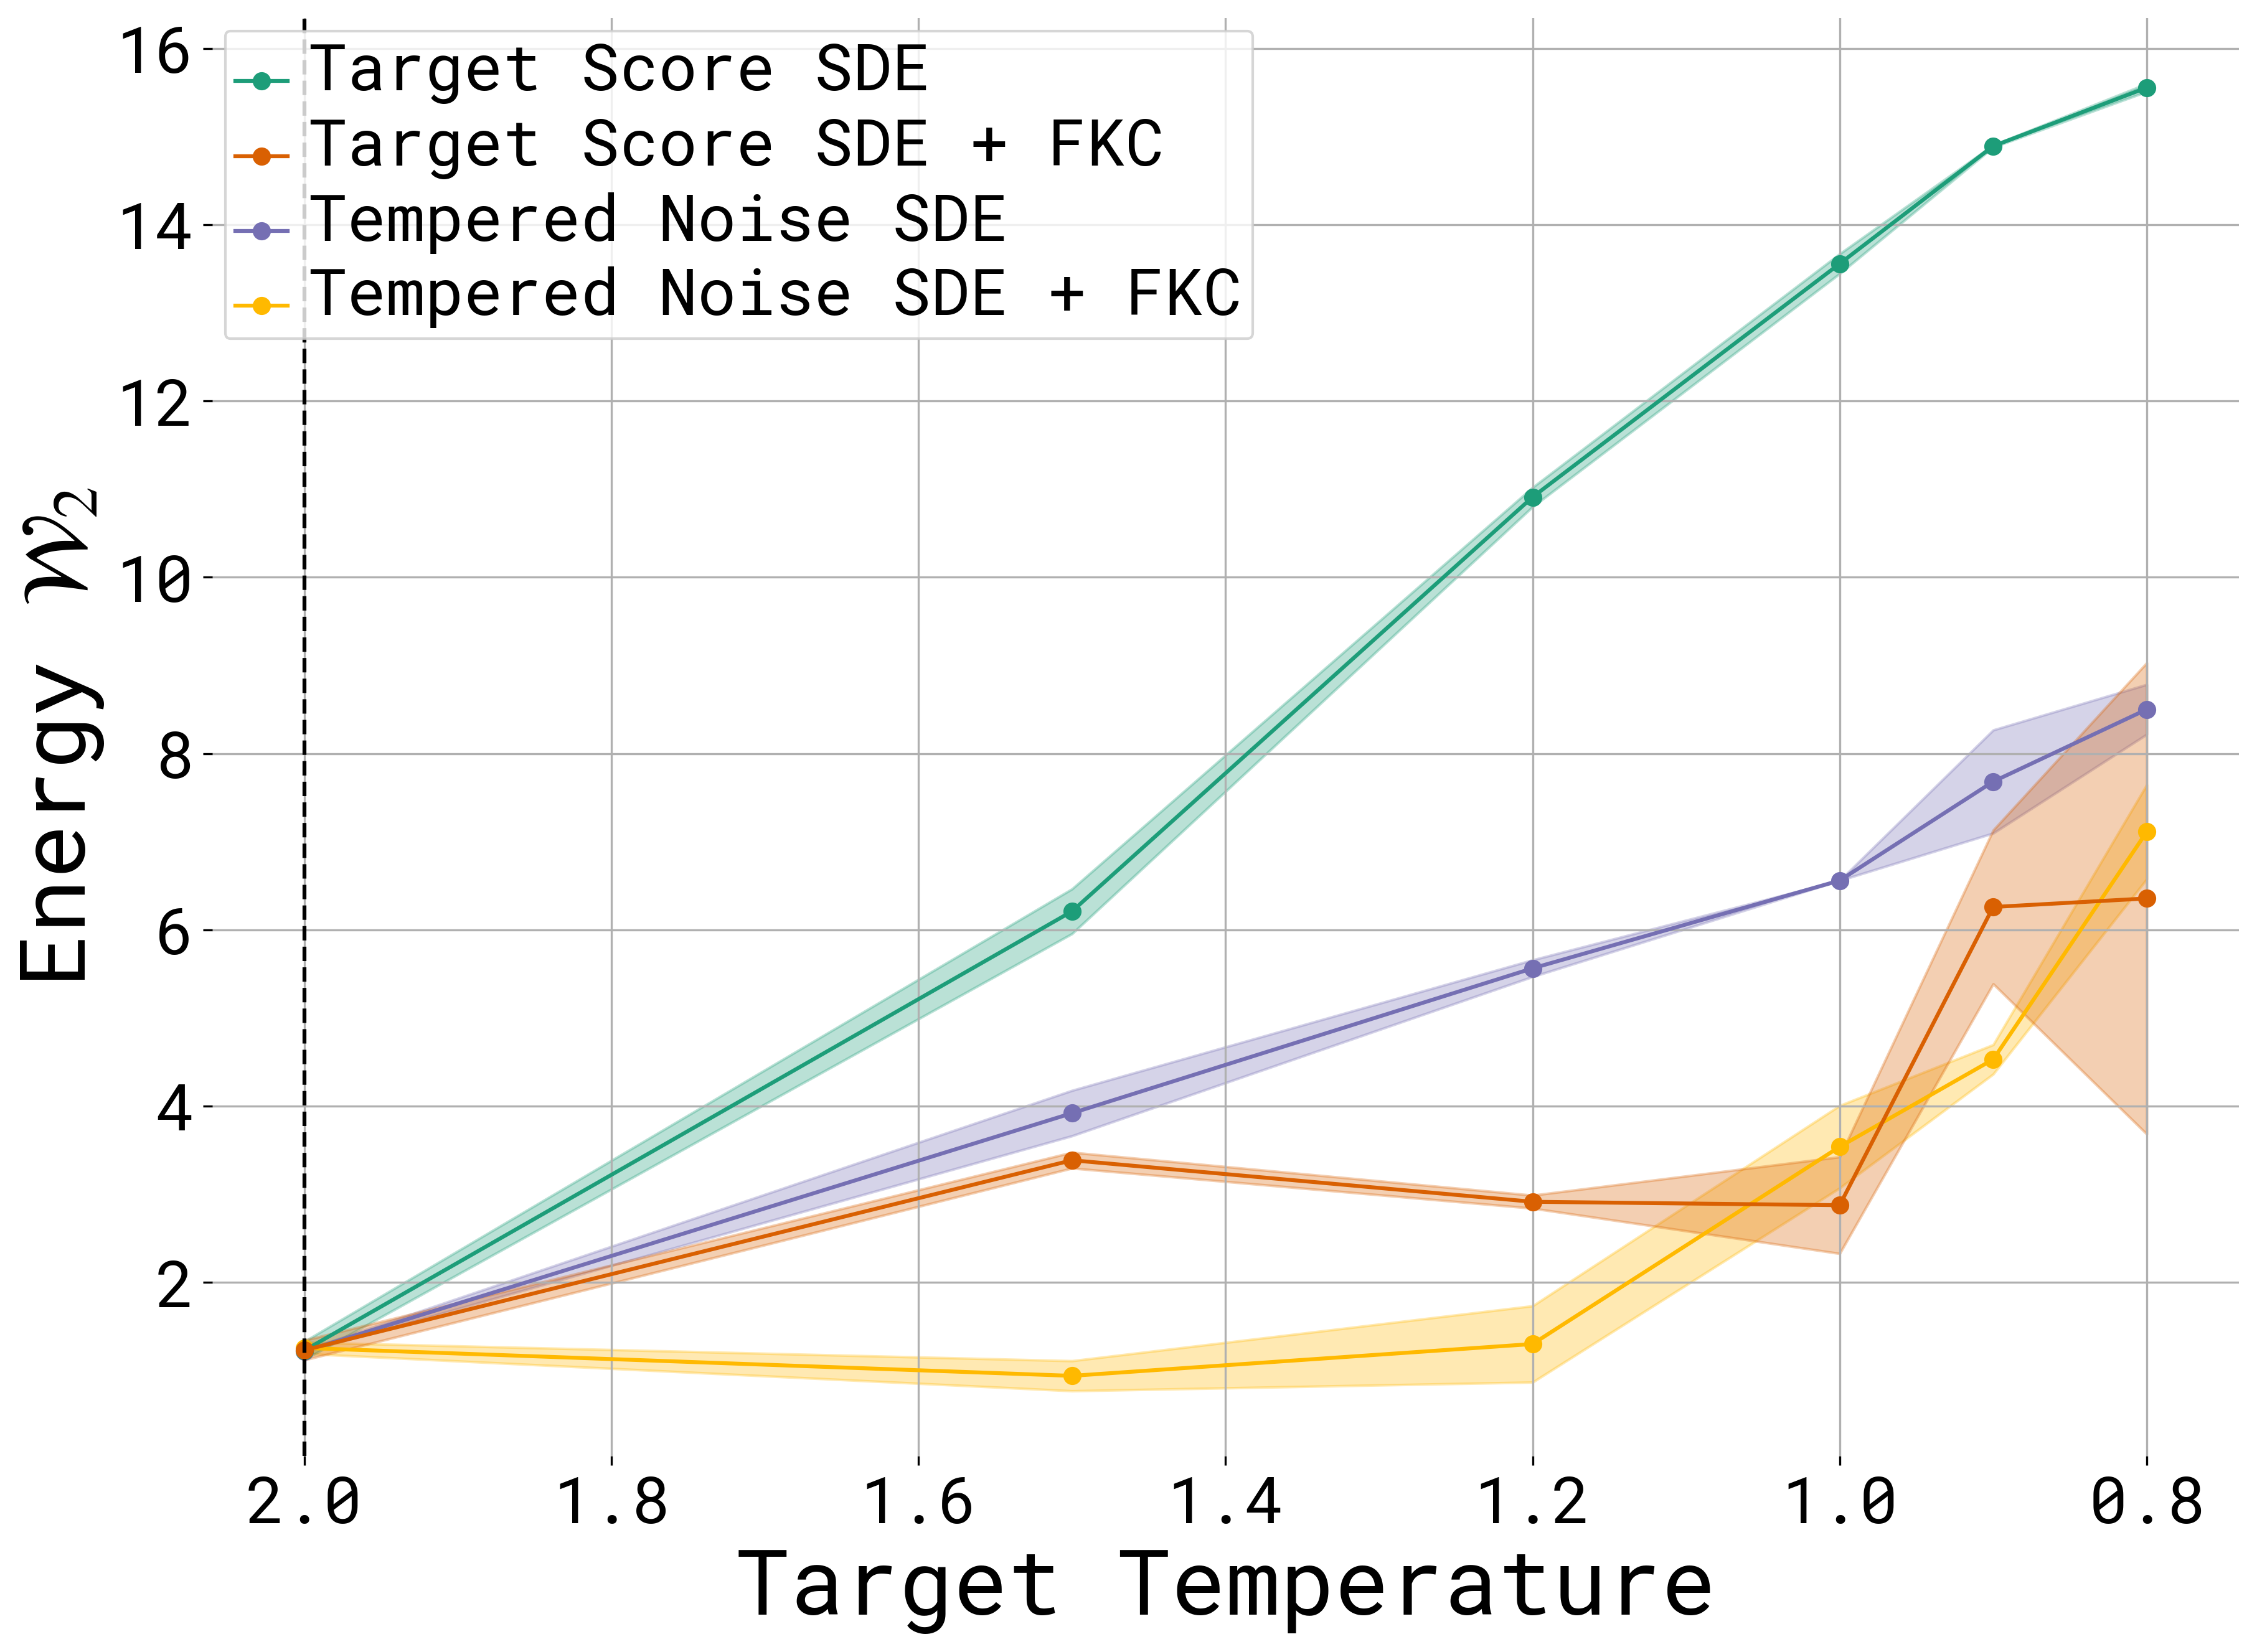 Target Score SDE
Target Score SDE + FKC
Tempered Noise SDE
Tempered Noise SDE + FKC
Energy 𝒲₂
16
14
12
10
8
6
4
2
2.0 1.8 1.6 1.4 1.2 1.0 0.8
Target Temperature